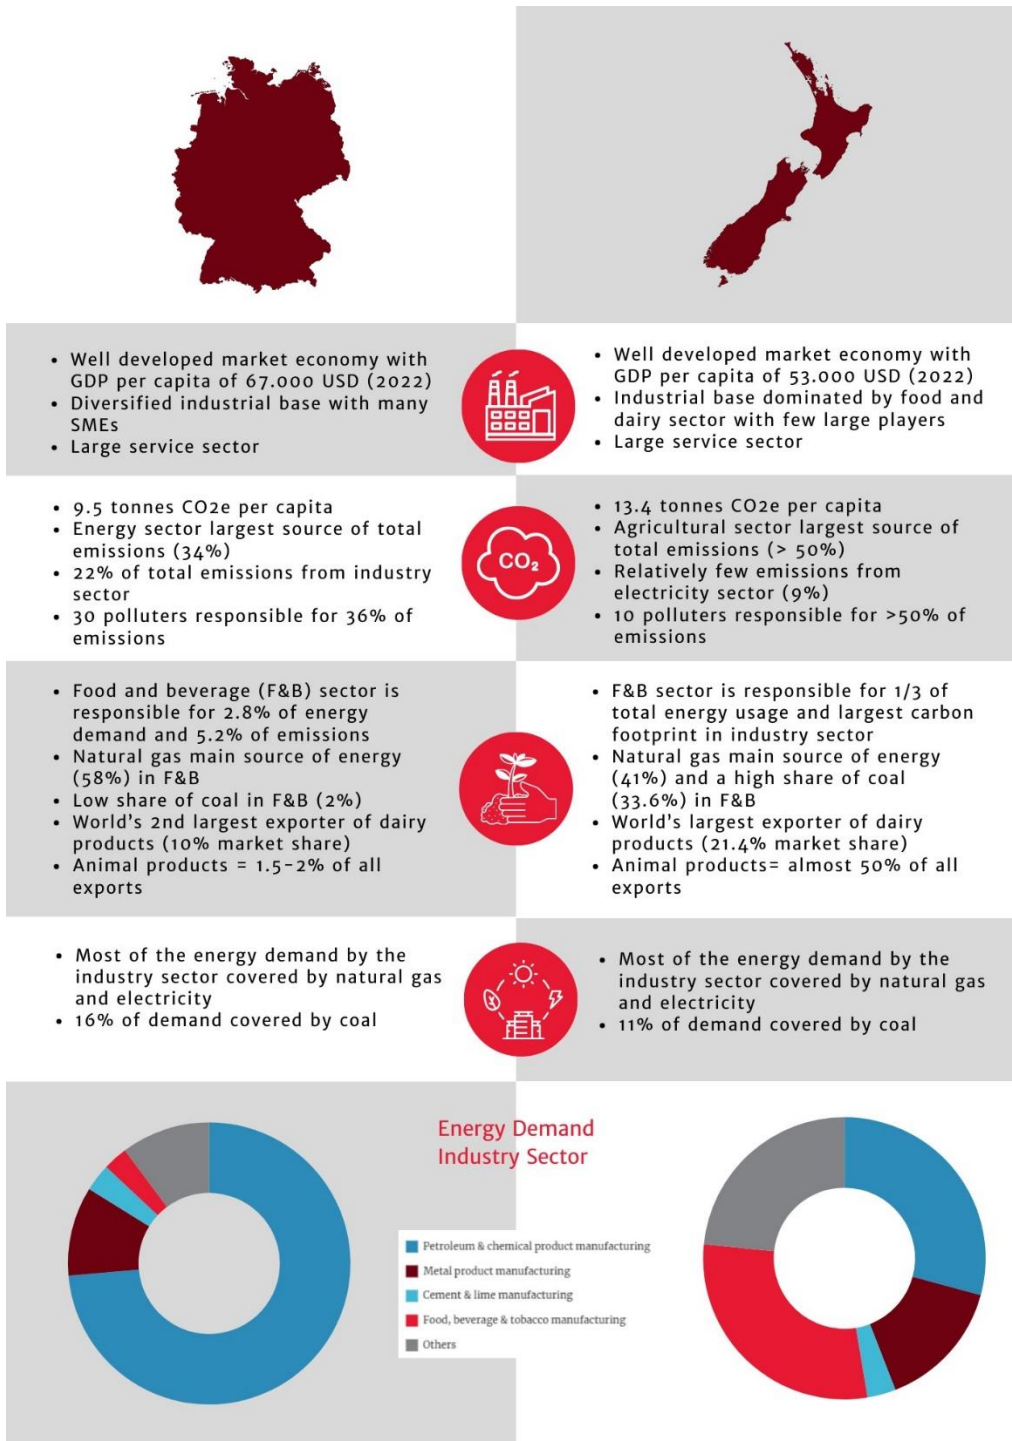 • Well developed market economy with
GDP per capita of 67.000 USD (2022)
• Diversified industrial base with many
SMEs
• Large service sector
• Well developed market economy with
GDP per capita of 53.000 USD (2022)
• Industrial base dominated by food and
dairy sector with few large players
• Large service sector
• 9.5 tonnes CO2e per capita
• Energy sector largest source of total
emissions (34%)
• 22% of total emissions from industry
sector
• 30 polluters responsible for 36% of
emissions
CO₂
• 13.4 tonnes CO2e per capita
• Agricultural sector largest source of
total emissions (> 50%)
• Relatively few emissions from
electricity sector (9%)
• 10 polluters responsible for >50% of
emissions
• Food and beverage (F&B) sector is
responsible for 2.8% of energy
demand and 5.2% of emissions
• Natural gas main source of energy
(58%) in F&B
• Low share of coal in F&B (2%)
• World's 2nd largest exporter of dairy
products (10% market share)
• Animal products = 1.5-2% of all
exports
• F&B sector is responsible for 1/3 of
total energy usage and largest carbon
footprint in industry sector
• Natural gas main source of energy
(41%) and a high share of coal
(33.6%) in F&B
• World's largest exporter of dairy
products (21.4% market share)
• Animal products= almost 50% of all
exports
• Most of the energy demand by the
industry sector covered by natural gas
and electricity
• 16% of demand covered by coal
• Most of the energy demand by the
industry sector covered by natural gas
and electricity
• 11% of demand covered by coal
Energy Demand
Industry Sector
Petroleum & chemical product manufacturing
Metal product manufacturing
Cement & lime manufacturing
Food, beverage & tobacco manufacturing
Others